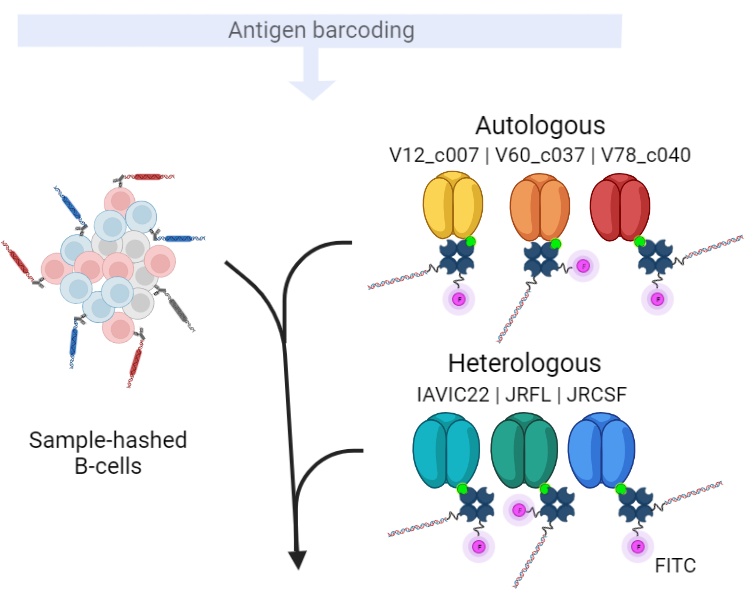 Antigen barcoding
Autologous
V12_c007 | V60_c037 | V78_c040
F
F
F
Heterologous
IAVIC22 | JRFL | JRCSF
Sample-hashed
B-cells
F
F
F
FITC